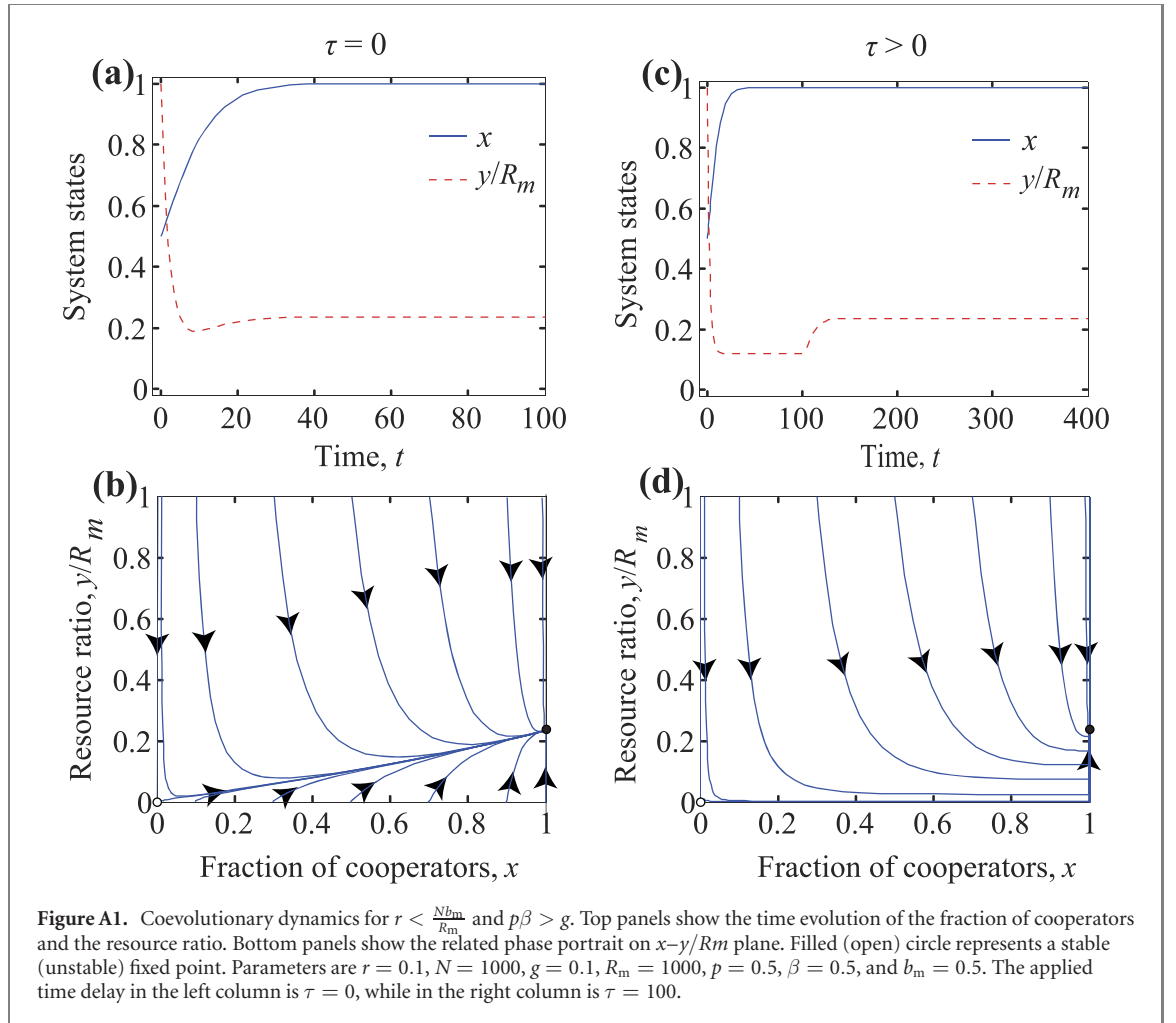 τ = 0
τ > 0
(a)
1
0.8
0.6
0.4
0.2
0
System states
x
y/Rm
0
20
40
60
80
100
Time, t
(c)
1
0.8
0.6
0.4
0.2
0
System states
x
y/Rm
0
100
200
300
400
Time, t
(b)
1
0.8
0.6
0.4
0.2
0
Resource ratio, y/Rm
0
0.2
0.4
0.6
0.8
1
Fraction of cooperators, x
(d)
1
0.8
0.6
0.4
0.2
0
Resource ratio, y/Rm
0
0.2
0.4
0.6
0.8
1
Fraction of cooperators, x
Figure A1. Coevolutionary dynamics for r < Nbm/Rm and pβ > g. Top panels show the time evolution of the fraction of cooperators
and the resource ratio. Bottom panels show the related phase portrait on x–y/Rm plane. Filled (open) circle represents a stable
(unstable) fixed point. Parameters are r = 0.1, N = 1000, g = 0.1, Rm = 1000, p = 0.5, β = 0.5, and bm = 0.5. The applied
time delay in the left column is τ = 0, while in the right column is τ = 100.